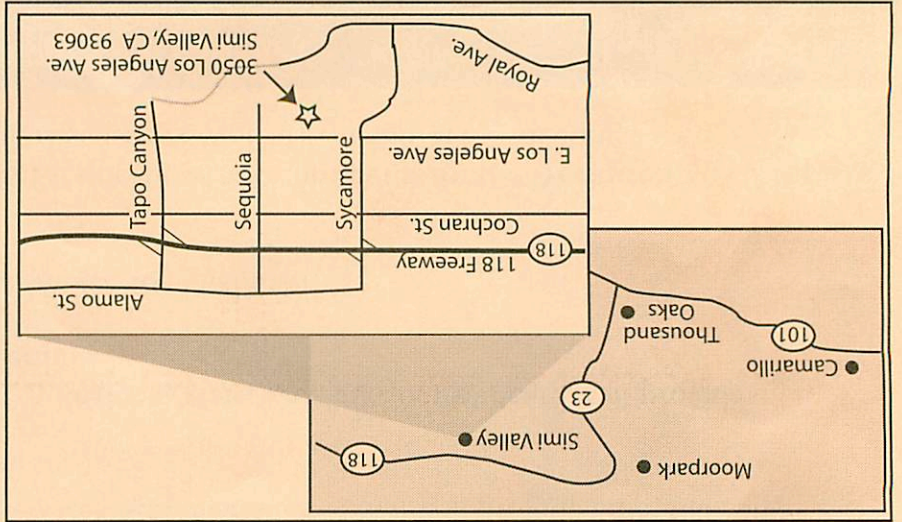 Moorpark
118
Simi Valley
23
Camarillo
101
Thousand
Oaks
Alamo St.
118 Freeway
118
Cochran St.
E. Los Angeles Ave.
Tapo Canyon
Sequoia
Sycamore
3050 Los Angeles Ave.
Simi Valley, CA 93063
Royal Ave.